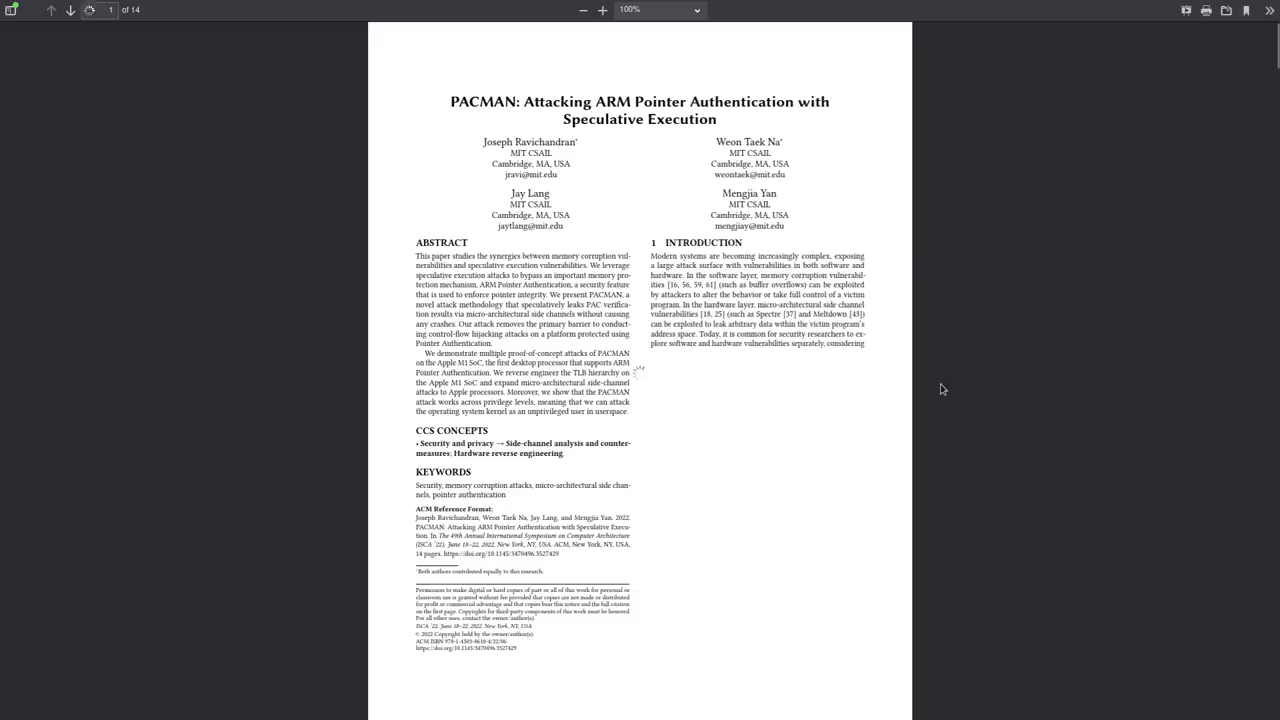 1 of 14
100%
PACMAN: Attacking ARM Pointer Authentication with
Speculative Execution
Joseph Ravichandran*
MIT CSAIL
Cambridge, MA, USA
jravi@mit.edu
Weon Taek Na*
MIT CSAIL
Cambridge, MA, USA
weontaek@mit.edu
Jay Lang
MIT CSAIL
Cambridge, MA, USA
jaytlang@mit.edu
Mengjia Yan
MIT CSAIL
Cambridge, MA, USA
mengjiay@mit.edu
ABSTRACT
This paper studies the synergies between memory corruption vul-
nerabilities and speculative execution vulnerabilities. We leverage
speculative execution attacks to bypass an important memory pro-
tection mechanism, ARM Pointer Authentication, a security feature
that is used to enforce pointer integrity. We present PACMAN, a
novel attack methodology that speculatively leaks PAC verifica-
tion results via micro-architectural side channels without causing
any crashes. Our attack removes the primary barrier to conduct-
ing control-flow hijacking attacks on a platform protected using
Pointer Authentication.
We demonstrate multiple proof-of-concept attacks of PACMAN
on the Apple M1 SoC, the first desktop processor that supports ARM
Pointer Authentication. We reverse engineer the TLB hierarchy on
the Apple M1 SoC and expand micro-architectural side-channel
attacks to Apple processors. Moreover, we show that the PACMAN
attack works across privilege levels, meaning that we can attack
the operating system kernel as an unprivileged user in userspace.
CCS CONCEPTS
• Security and privacy → Side-channel analysis and counter-
measures; Hardware reverse engineering.
KEYWORDS
Security, memory corruption attacks, micro-architectural side chan-
nels, pointer authentication
ACM Reference Format:
Joseph Ravichandran, Weon Taek Na, Jay Lang, and Mengjia Yan. 2022.
PACMAN: Attacking ARM Pointer Authentication with Speculative Execu-
tion. In The 49th Annual International Symposium on Computer Architecture
(ISCA '22), June 18–22, 2022, New York, NY, USA. ACM, New York, NY, USA,
14 pages. https://doi.org/10.1145/3470496.3527429
*Both authors contributed equally to this research.
Permission to make digital or hard copies of part or all of this work for personal or
classroom use is granted without fee provided that copies are not made or distributed
for profit or commercial advantage and that copies bear this notice and the full citation
on the first page. Copyrights for third-party components of this work must be honored.
For all other uses, contact the owner/author(s).
ISCA '22, June 18–22, 2022, New York, NY, USA
© 2022 Copyright held by the owner/author(s).
ACM ISBN 978-1-4503-8610-4/22/06.
https://doi.org/10.1145/3470496.3527429
1 INTRODUCTION
Modern systems are becoming increasingly complex, exposing
a large attack surface with vulnerabilities in both software and
hardware. In the software layer, memory corruption vulnerabil-
ities [16, 56, 59, 61] (such as buffer overflows) can be exploited
by attackers to alter the behavior or take full control of a victim
program. In the hardware layer, micro-architectural side channel
vulnerabilities [18, 25] (such as Spectre [37] and Meltdown [43])
can be exploited to leak arbitrary data within the victim program's
address space. Today, it is common for security researchers to ex-
plore software and hardware vulnerabilities separately, considering